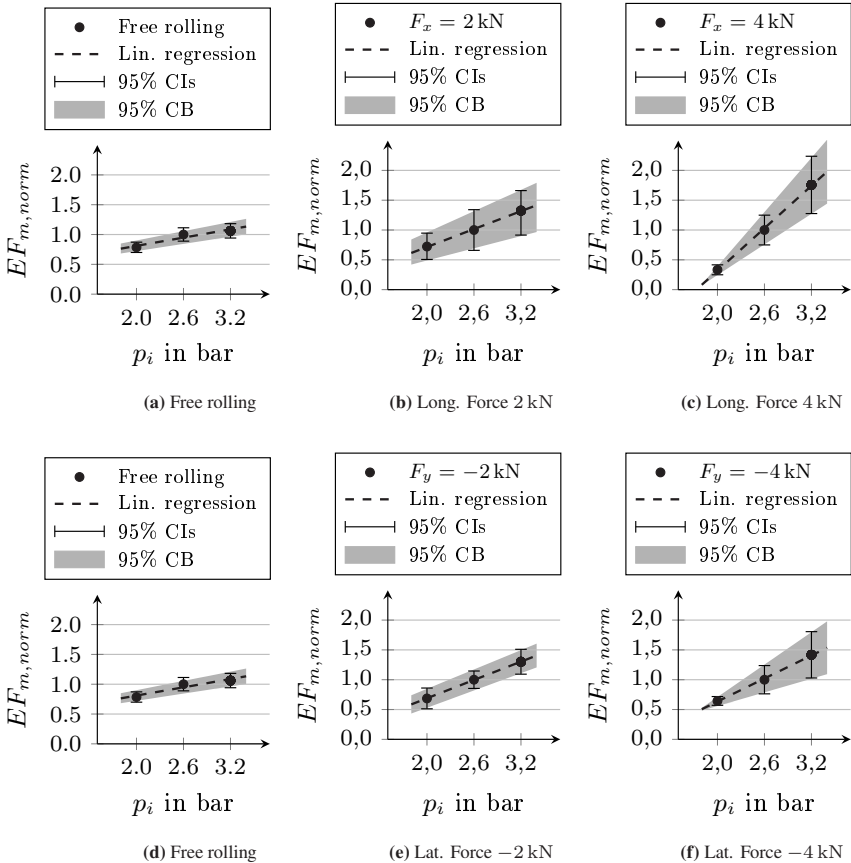 Free rolling
Lin. regression
95% CIs
95% CB
EF_{m,norm}
2.0
1.5
1.0
0.5
0.0
2.0 2.6 3.2
p_i in bar
(a) Free rolling
F_x = 2 kN
Lin. regression
95% CIs
95% CB
EF_{m,norm}
2,0
1,5
1,0
0,5
0,0
2,0 2,6 3,2
p_i in bar
(b) Long. Force 2 kN
F_x = 4 kN
Lin. regression
95% CIs
95% CB
EF_{m,norm}
2,0
1,5
1,0
0,5
0,0
2,0 2,6 3,2
p_i in bar
(c) Long. Force 4 kN
Free rolling
Lin. regression
95% CIs
95% CB
EF_{m,norm}
2.0
1.5
1.0
0.5
0.0
2.0 2.6 3.2
p_i in bar
(d) Free rolling
F_y = −2 kN
Lin. regression
95% CIs
95% CB
EF_{m,norm}
2,0
1,5
1,0
0,5
0,0
2,0 2,6 3,2
p_i in bar
(e) Lat. Force −2 kN
F_y = −4 kN
Lin. regression
95% CIs
95% CB
EF_{m,norm}
2,0
1,5
1,0
0,5
0,0
2,0 2,6 3,2
p_i in bar
(f) Lat. Force −4 kN